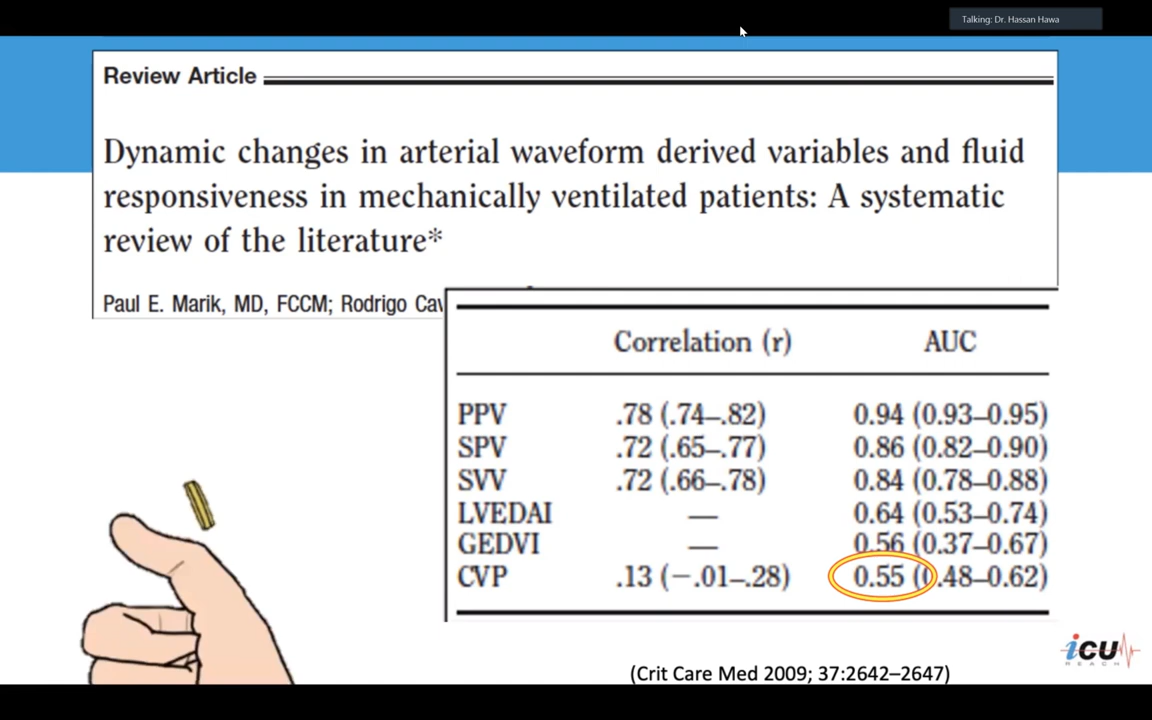 Talking: Dr. Hassan Hawa
Review Article
Dynamic changes in arterial waveform derived variables and fluid
responsiveness in mechanically ventilated patients: A systematic
review of the literature*
Paul E. Marik, MD, FCCM; Rodrigo Cav
Correlation (r) AUC
PPV .78 (.74–.82) 0.94 (0.93–0.95)
SPV .72 (.65–.77) 0.86 (0.82–0.90)
SVV .72 (.66–.78) 0.84 (0.78–0.88)
LVEDAI — 0.64 (0.53–0.74)
GEDVI — 0.56 (0.37–0.67)
CVP .13 (−.01–.28) 0.55 (0.48–0.62)
iCU
REACH
(Crit Care Med 2009; 37:2642–2647)